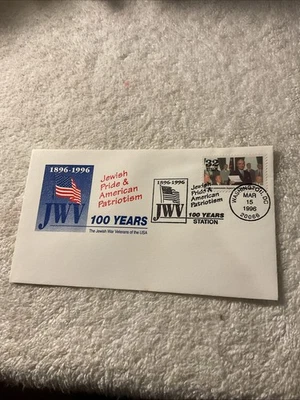 1896-1996
JWV
Jewish
Pride &
American
Patriotism
100 YEARS
The Jewish War Veterans of the USA
1896-1996
JWV
Jewish
Pride &
American
Patriotism
100 YEARS
STATION
32
WASHINGTON, DC
MAR
15
1996
20066